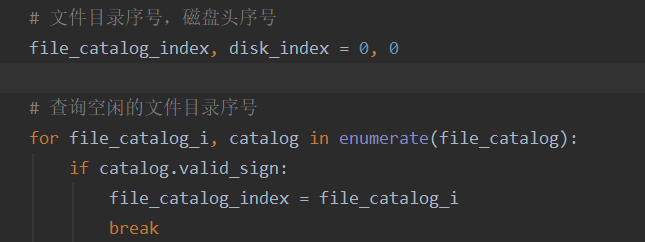 # 文件目录序号，磁盘头序号
file_catalog_index, disk_index = 0, 0
# 查询空闲的文件目录序号
for file_catalog_i, catalog in enumerate(file_catalog):
if catalog.valid_sign:
file_catalog_index = file_catalog_i
break